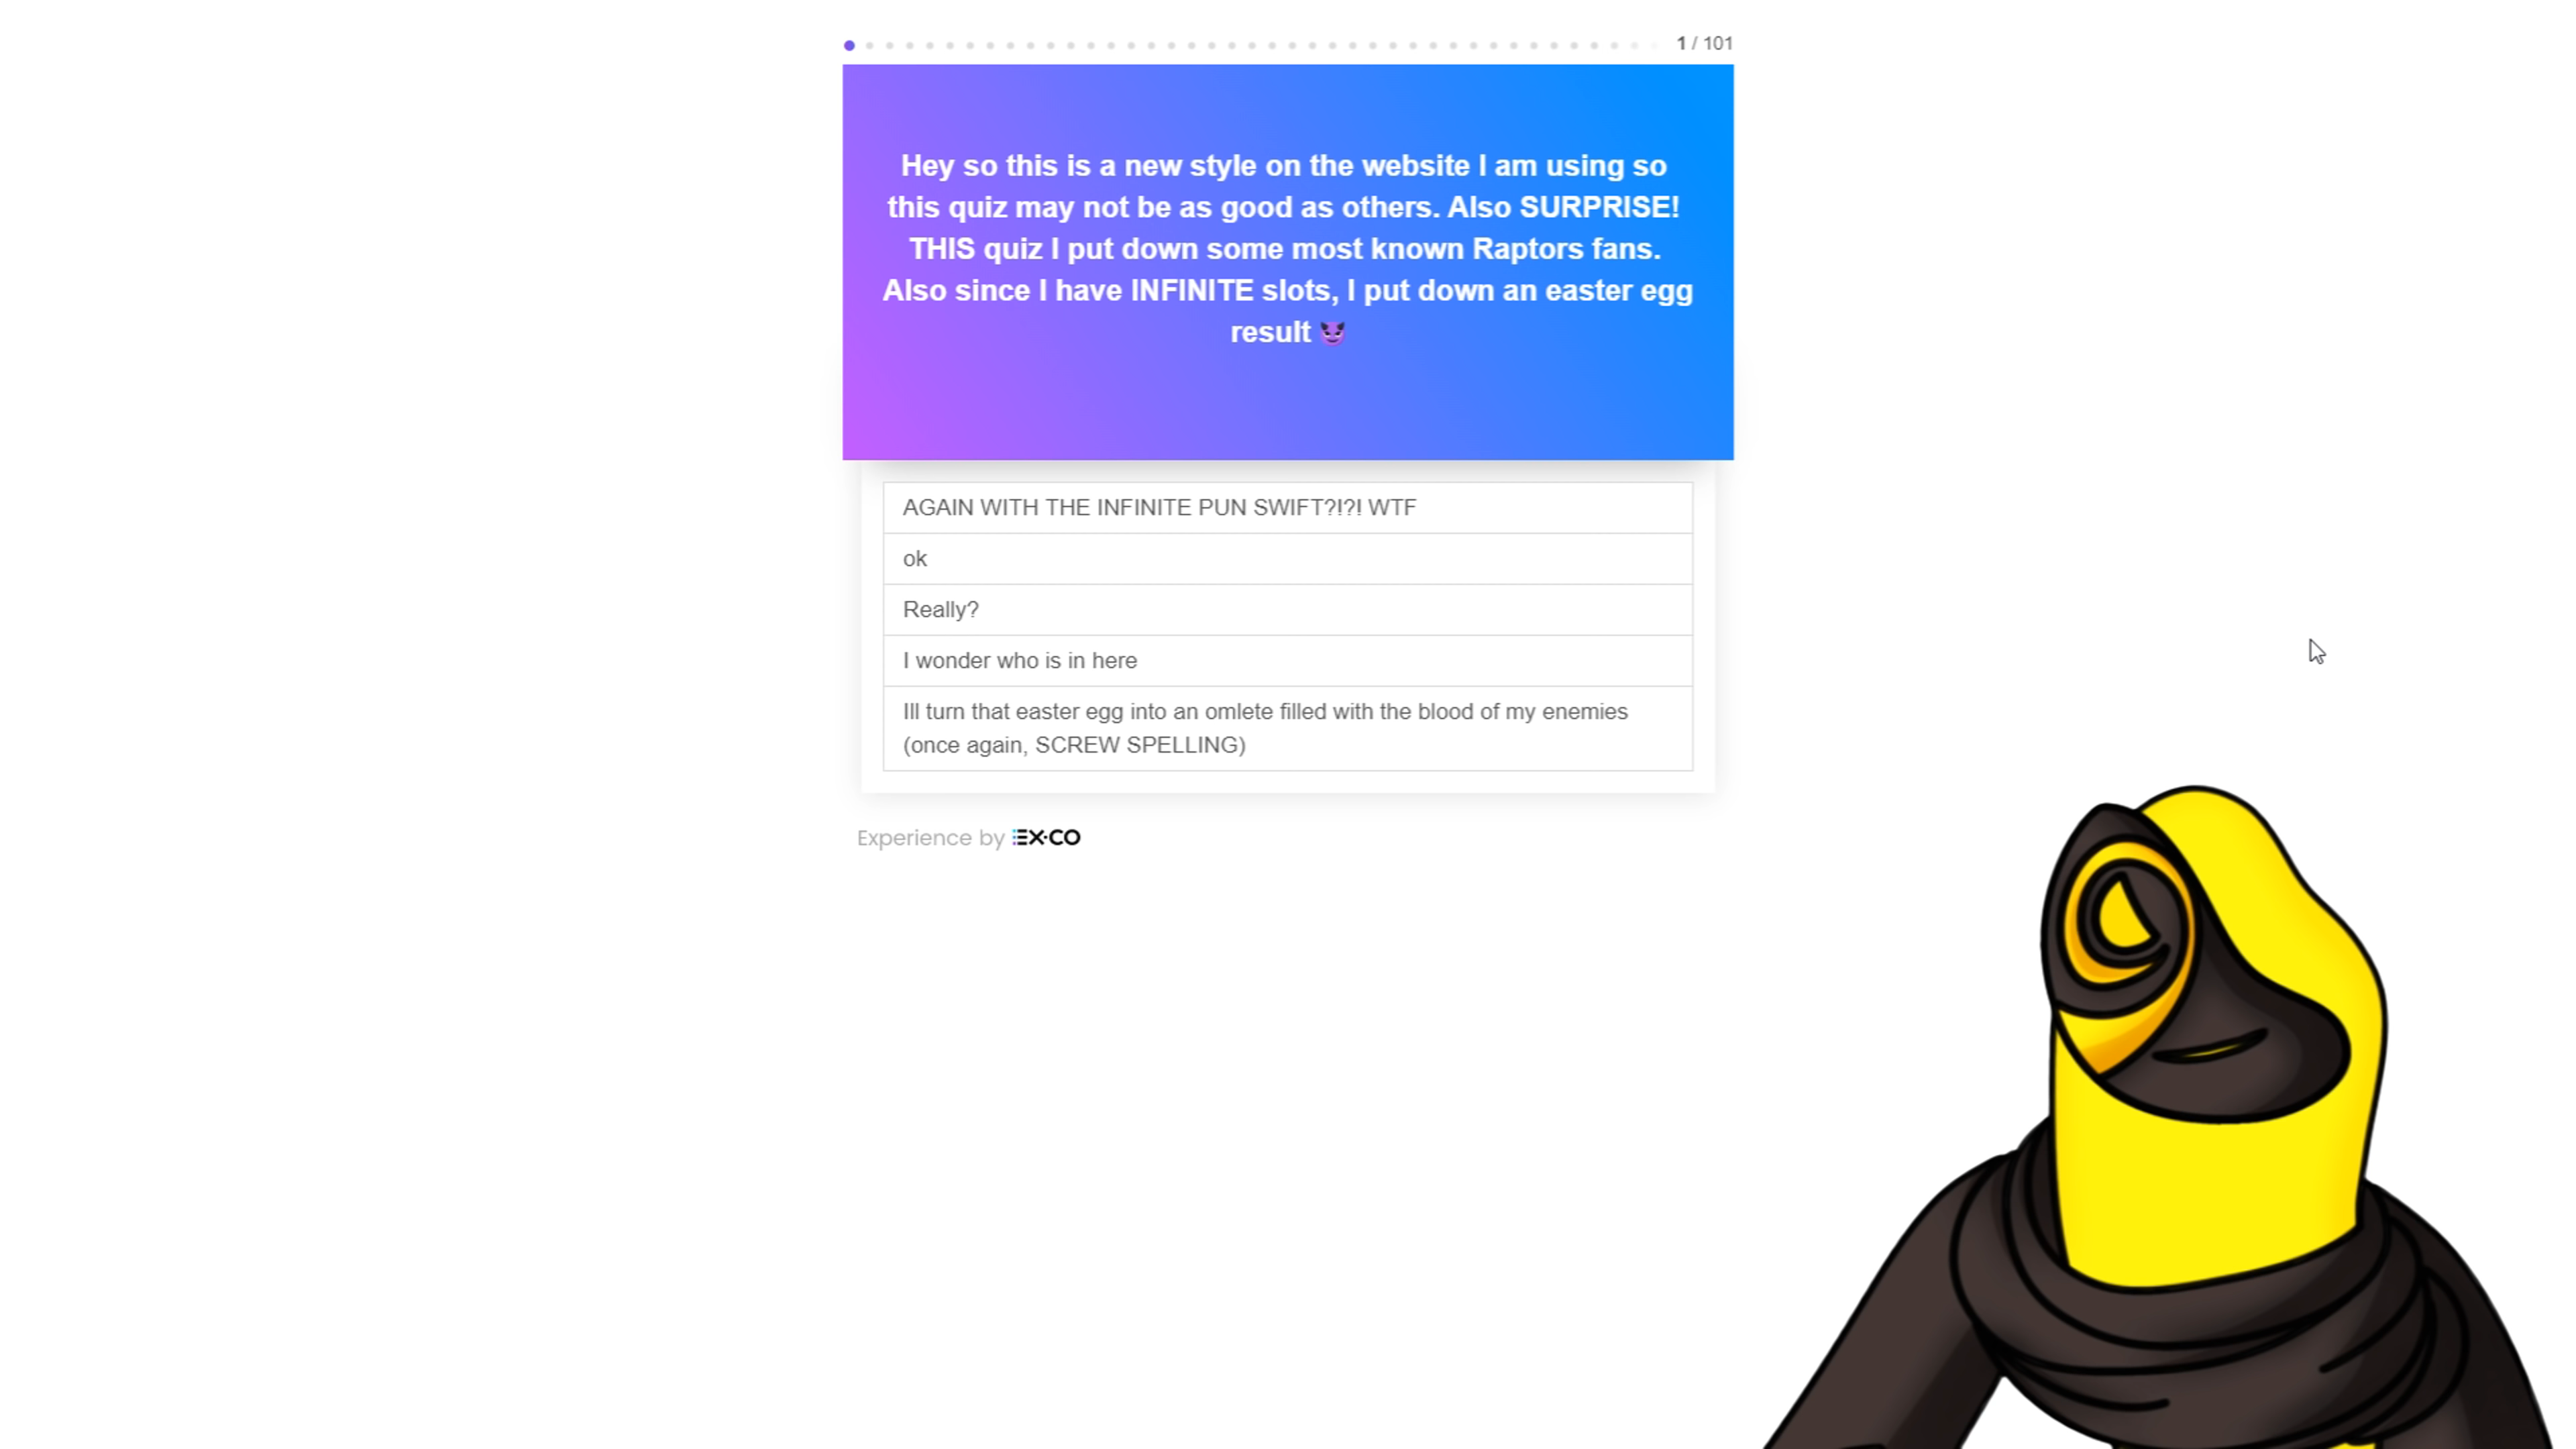 1 / 101
Hey so this is a new style on the website I am using so
this quiz may not be as good as others. Also SURPRISE!
THIS quiz I put down some most known Raptors fans.
Also since I have INFINITE slots, I put down an easter egg
result 😈
AGAIN WITH THE INFINITE PUN SWIFT?!?! WTF
ok
Really?
I wonder who is in here
Ill turn that easter egg into an omlete filled with the blood of my enemies
(once again, SCREW SPELLING)
Experience by EX·CO